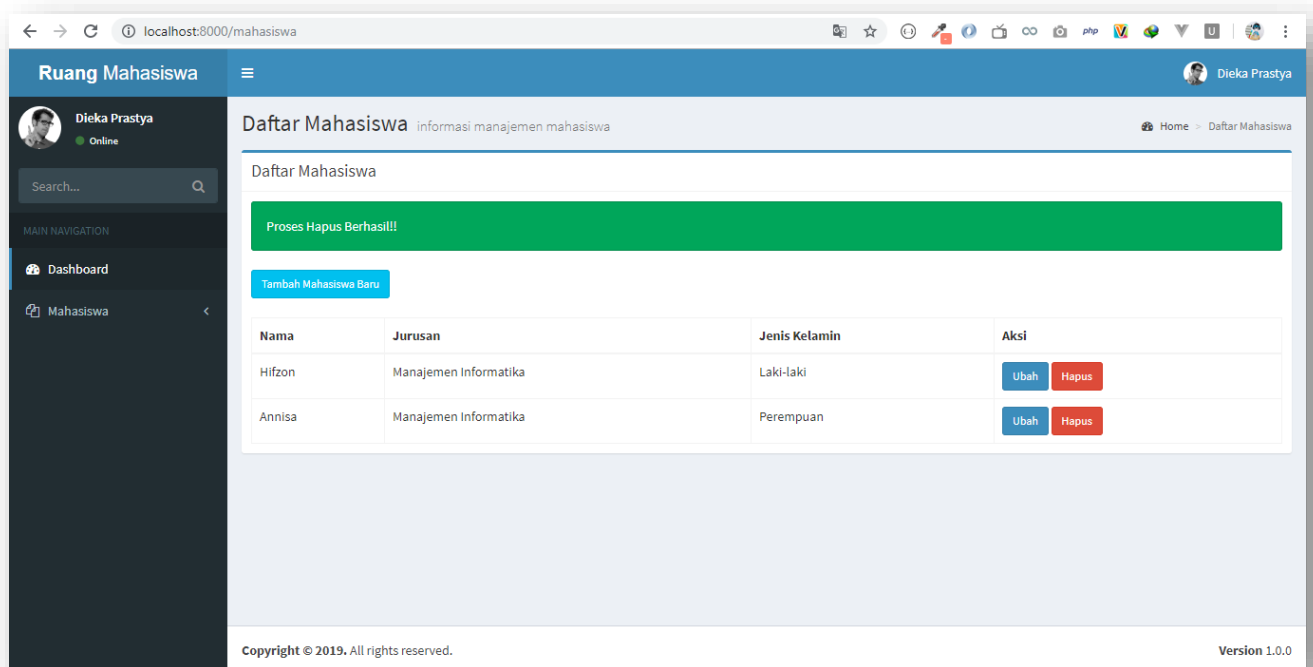 localhost:8000/mahasiswa
php
U
Ruang Mahasiswa
Dieka Prastya
Dieka Prastya
Online
Daftar Mahasiswa informasi manajemen mahasiswa
Home > Daftar Mahasiswa
Search...
Daftar Mahasiswa
MAIN NAVIGATION
Proses Hapus Berhasil!!
Dashboard
Tambah Mahasiswa Baru
Mahasiswa
Nama Jurusan Jenis Kelamin Aksi
Hifzon Manajemen Informatika Laki-laki Ubah Hapus
Annisa Manajemen Informatika Perempuan Ubah Hapus
Copyright © 2019. All rights reserved.
Version 1.0.0